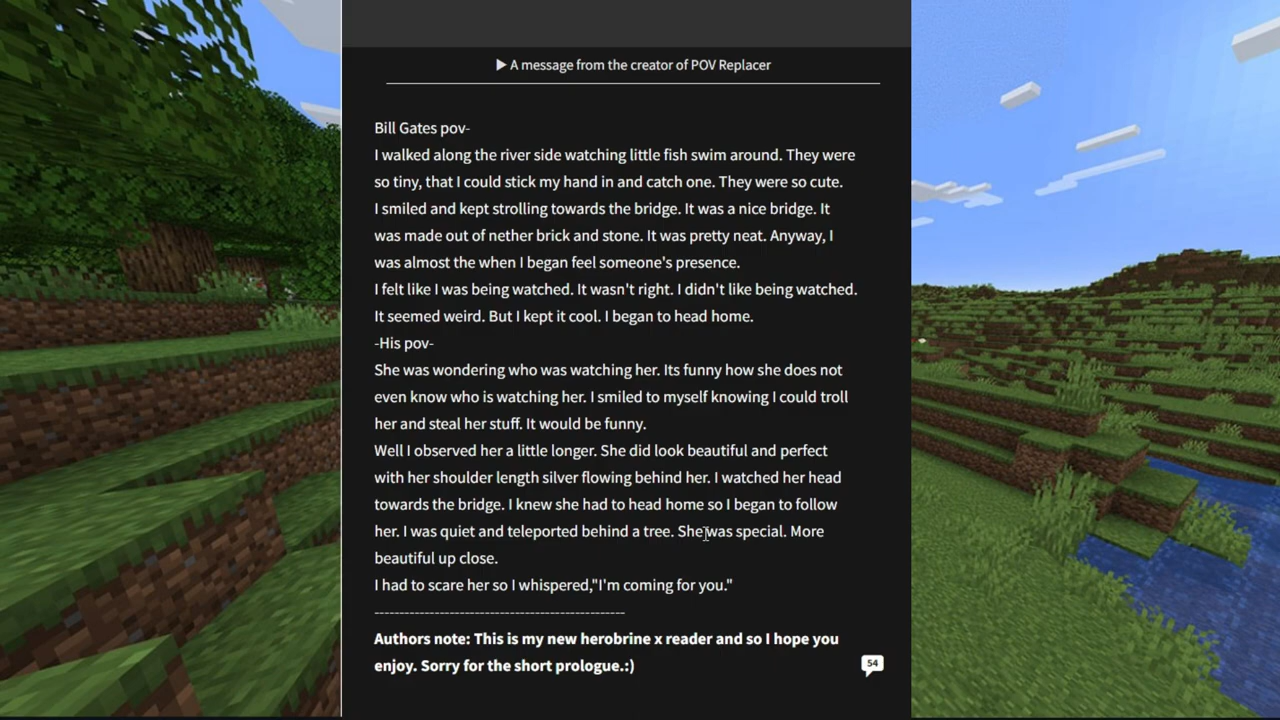 ▶ A message from the creator of POV Replacer
Bill Gates pov-
I walked along the river side watching little fish swim around. They were
so tiny, that I could stick my hand in and catch one. They were so cute.
I smiled and kept strolling towards the bridge. It was a nice bridge. It
was made out of nether brick and stone. It was pretty neat. Anyway, I
was almost the when I began feel someone's presence.
I felt like I was being watched. It wasn't right. I didn't like being watched.
It seemed weird. But I kept it cool. I began to head home.
-His pov-
She was wondering who was watching her. Its funny how she does not
even know who is watching her. I smiled to myself knowing I could troll
her and steal her stuff. It would be funny.
Well I observed her a little longer. She did look beautiful and perfect
with her shoulder length silver flowing behind her. I watched her head
towards the bridge. I knew she had to head home so I began to follow
her. I was quiet and teleported behind a tree. She was special. More
beautiful up close.
I had to scare her so I whispered,"I'm coming for you."
--------------------------------------------------
Authors note: This is my new herobrine x reader and so I hope you
enjoy. Sorry for the short prologue.:)
54